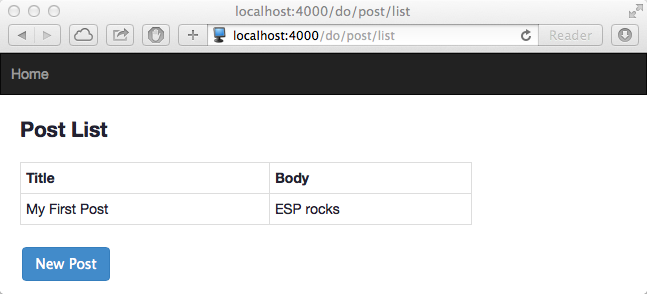 localhost:4000/do/post/list
localhost:4000/do/post/list Reader
Home
Post List
Title Body
My First Post ESP rocks
New Post